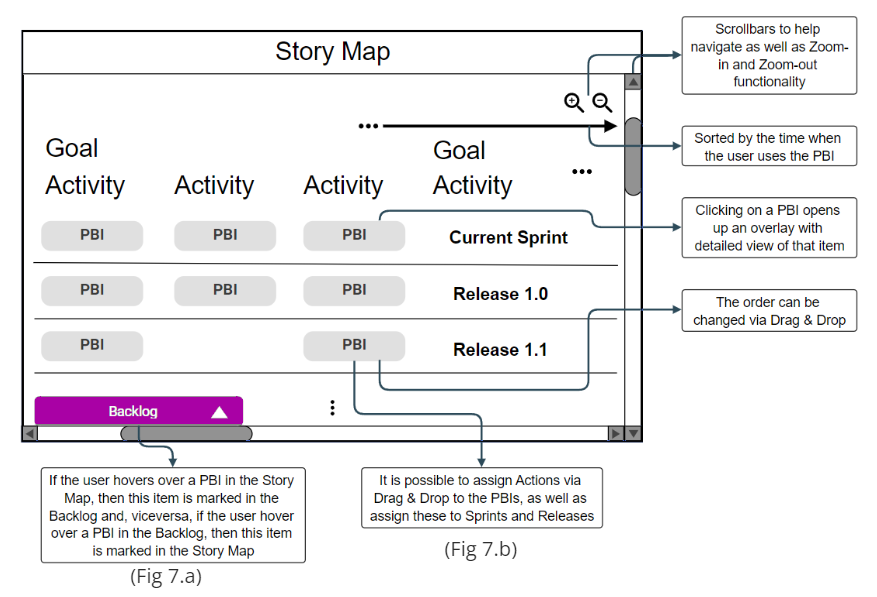 Story Map
Scrollbars to help
navigate as well as Zoom-
in and Zoom-out
functionality
Sorted by the time when
the user uses the PBI
Goal
Goal
Activity
Activity
Activity
Activity
Clicking on a PBI opens
up an overlay with
detailed view of that item
PBI
PBI
PBI
Current Sprint
PBI
PBI
PBI
Release 1.0
The order can be
changed via Drag & Drop
PBI
PBI
Release 1.1
Backlog
If the user hovers over a PBI in the Story
Map, then this item is marked in the
Backlog and, viceversa, if the user hover
over a PBI in the Backlog, then this item
is marked in the Story Map
(Fig 7.a)
It is possible to assign Actions via
Drag & Drop to the PBIs, as well as
assign these to Sprints and Releases
(Fig 7.b)